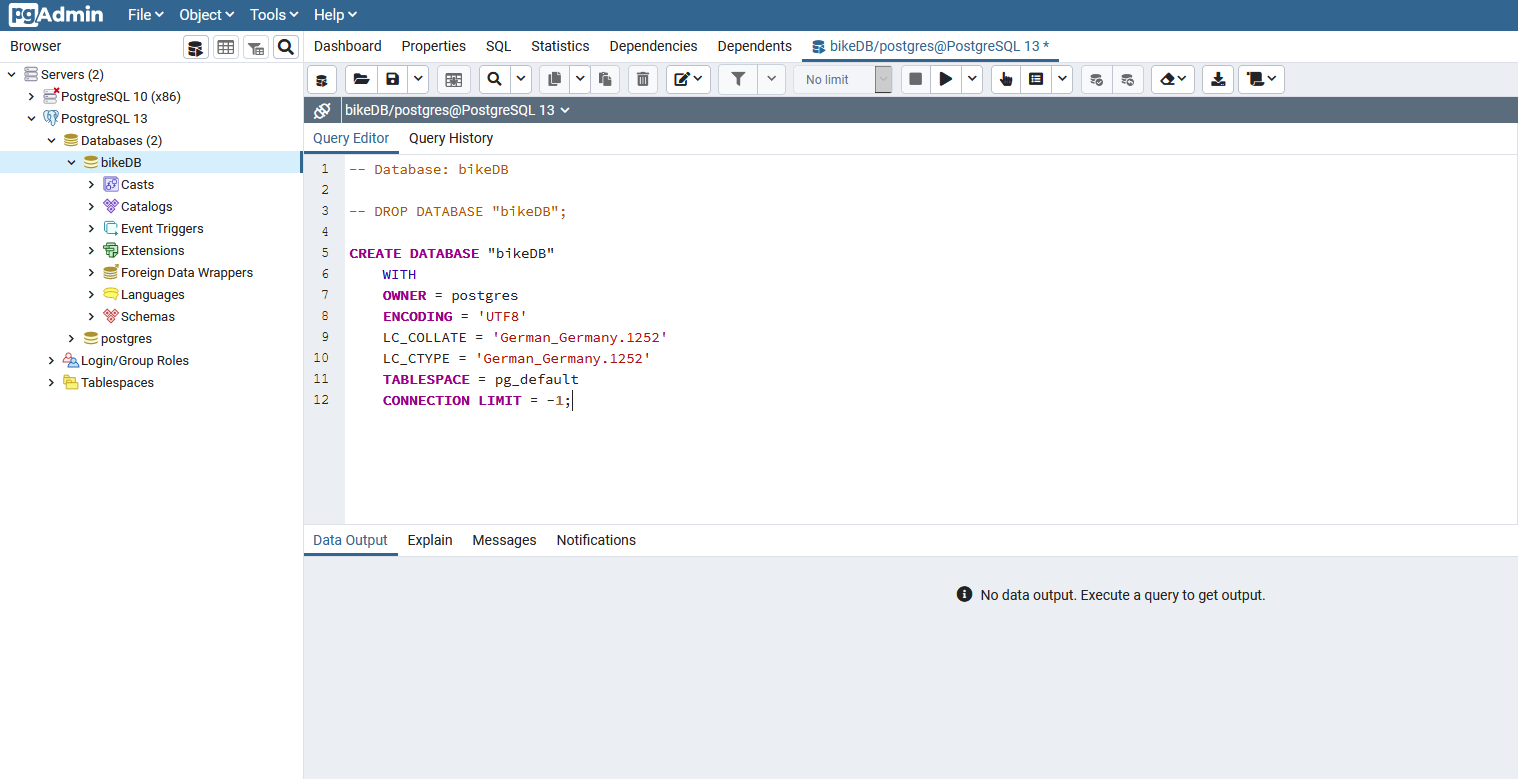 pgAdmin File Object Tools Help
Browser
Dashboard Properties SQL Statistics Dependencies Dependents bikeDB/postgres@PostgreSQL 13 *
Servers (2)
PostgreSQL 10 (x86)
PostgreSQL 13
Databases (2)
bikeDB
Casts
Catalogs
Event Triggers
Extensions
Foreign Data Wrappers
Languages
Schemas
postgres
Login/Group Roles
Tablespaces
No limit
bikeDB/postgres@PostgreSQL 13
Query Editor Query History
1 -- Database: bikeDB
2
3 -- DROP DATABASE "bikeDB";
4
5 CREATE DATABASE "bikeDB"
6 WITH
7 OWNER = postgres
8 ENCODING = 'UTF8'
9 LC_COLLATE = 'German_Germany.1252'
10 LC_CTYPE = 'German_Germany.1252'
11 TABLESPACE = pg_default
12 CONNECTION LIMIT = -1;
Data Output Explain Messages Notifications
No data output. Execute a query to get output.